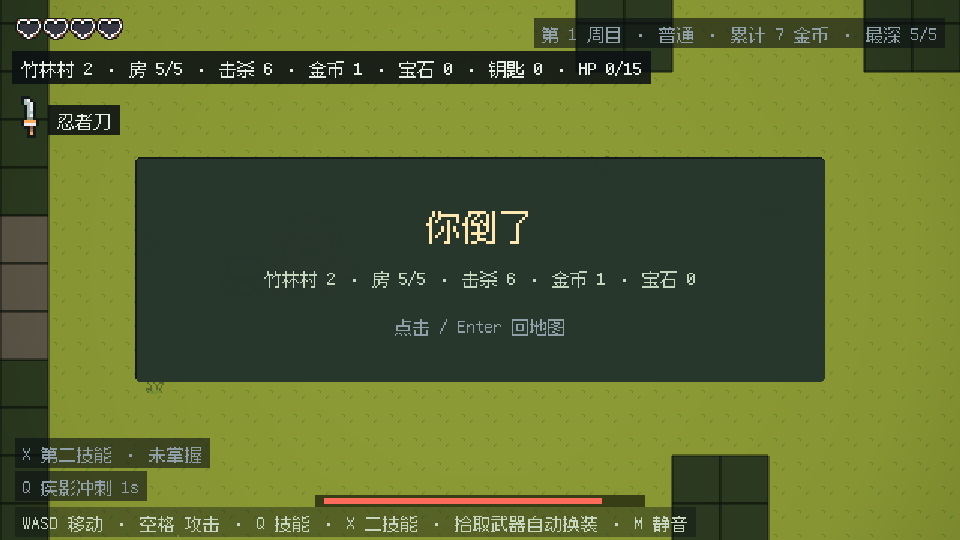 第 1 周目 · 普通 · 累计 7 金币 · 最深 5/5
竹林村 2 · 房 5/5 · 击杀 6 · 金币 1 · 宝石 0 · 钥匙 0 · HP 0/15
忍者刀
你倒了
竹林村 2 · 房 5/5 · 击杀 6 · 金币 1 · 宝石 0
点击 / Enter 回地图
X 第二技能 · 未掌握
Q 疾影冲刺 1s
WASD 移动 · 空格 攻击 · Q 技能 · X 二技能 · 拾取武器自动换装 · M 静音